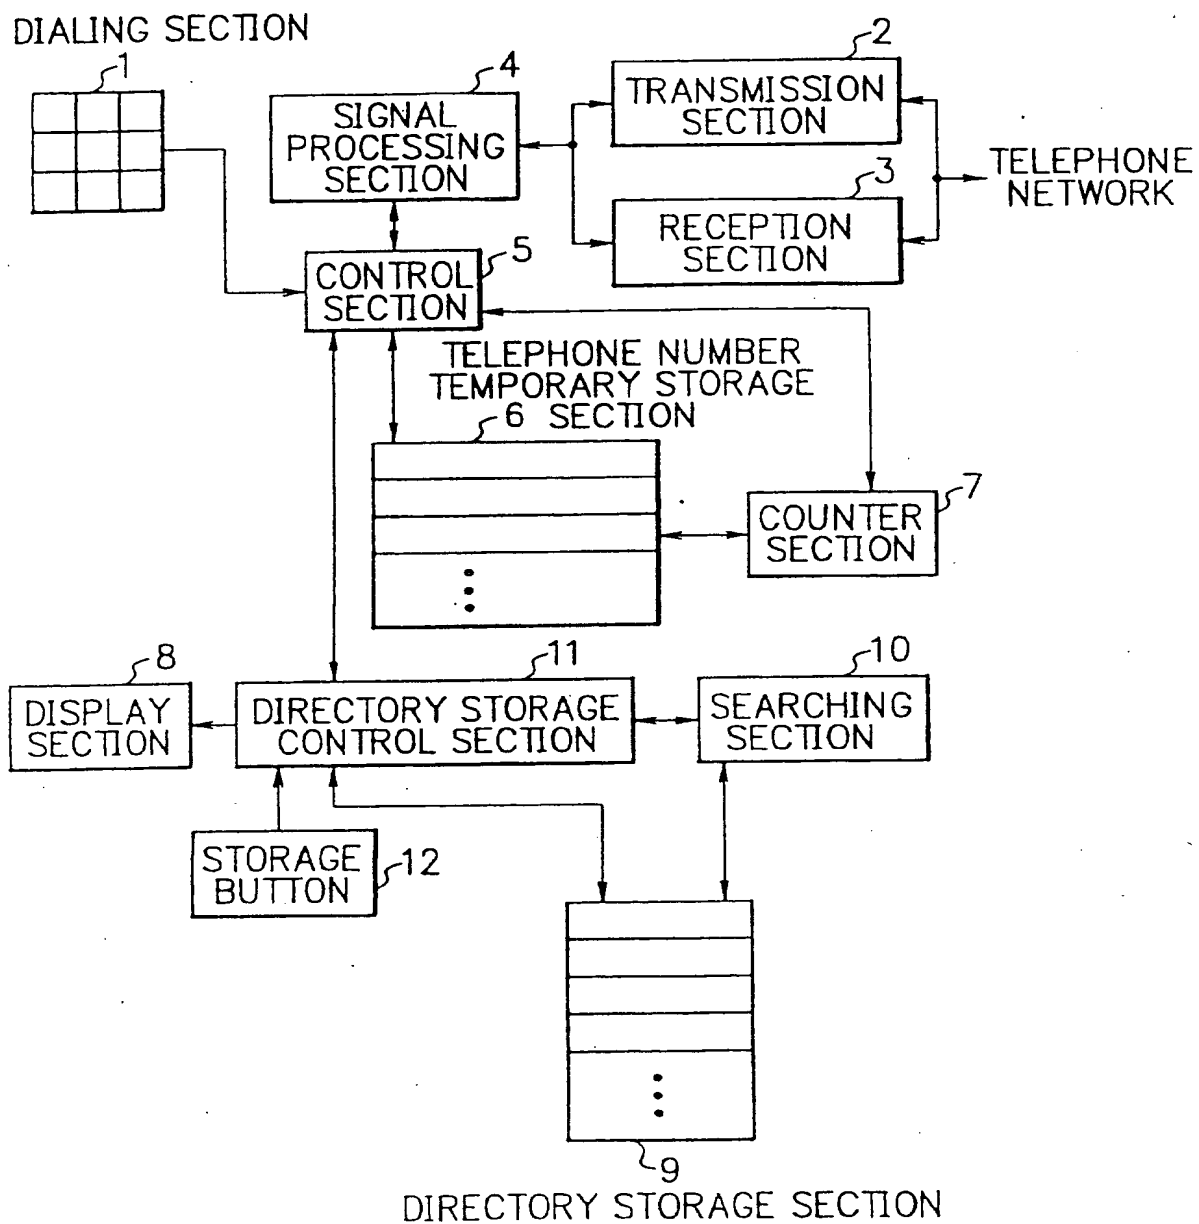 DIALING SECTION
1
4
SIGNAL
PROCESSING
SECTION
2
TRANSMISSION
SECTION
3
RECEPTION
SECTION
TELEPHONE
NETWORK
5
CONTROL
SECTION
TELEPHONE NUMBER
TEMPORARY STORAGE
6 SECTION
7
COUNTER
SECTION
8
DISPLAY
SECTION
11
DIRECTORY STORAGE
CONTROL SECTION
10
SEARCHING
SECTION
STORAGE
BUTTON
12
9
DIRECTORY STORAGE SECTION